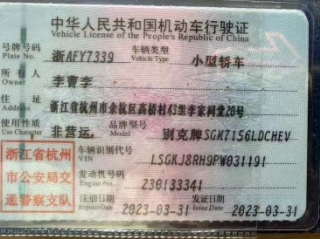 中华人民共和国机动车行驶证
Vehicle License of the People's Republic of China
号牌号码 浙AFY7339 车辆类型 小型轿车
Plate No. Vehicle Type
所有人 李曹李
Owner
住址 浙江省杭州市余杭区高桥村43组李家祠堂20号
Address
使用性质 非营运 品牌型号 别克牌SGM7156LDCHEV
Use Character Model
浙江省杭州
市公安局交
通警察支队
车辆识别代号 LSGKJ8RH9PW031191
VIN
发动机号码 230133341
Engine No.
注册日期 2023-03-31 发证日期 2023-03-31
Register Date Issue Date